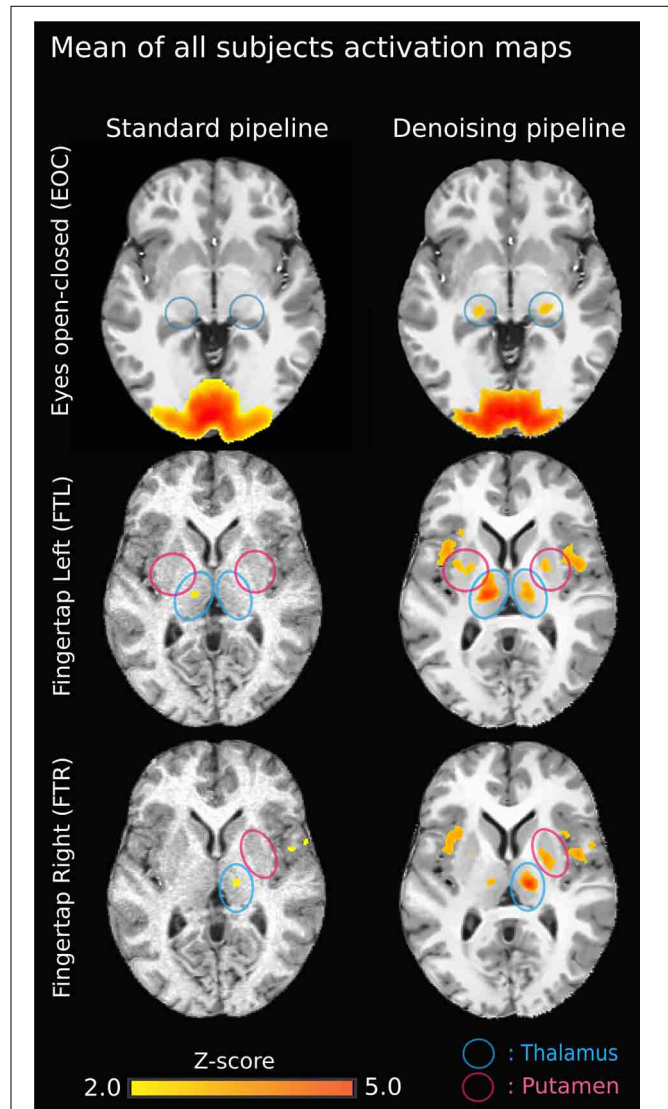 Mean of all subjects activation maps
Standard pipeline
Denoising pipeline
Eyes open-closed (EOC)
Fingertap Left (FTL)
Fingertap Right (FTR)
Z-score
2.0
5.0
: Thalamus
: Putamen